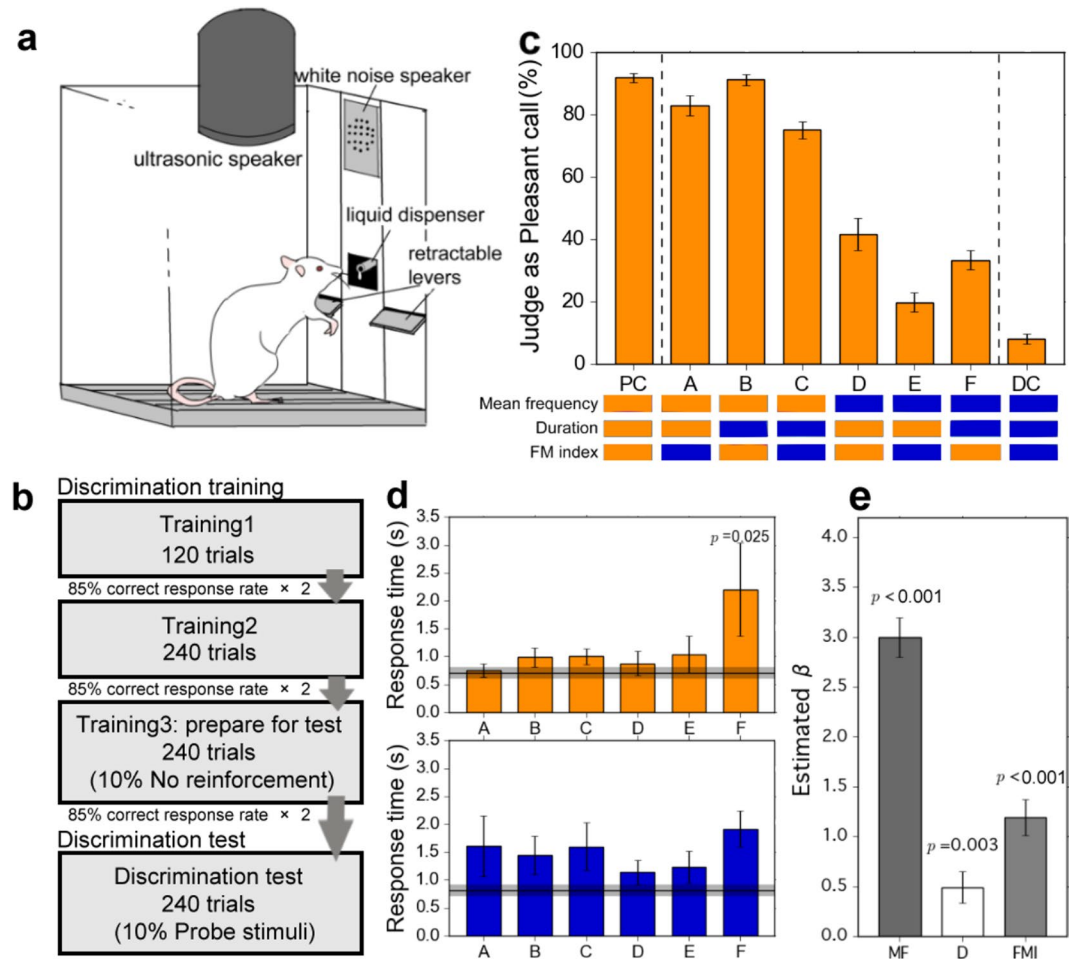 a
white noise speaker
ultrasonic speaker
liquid dispenser
retractable
levers
b
Discrimination training
Training1
120 trials
85% correct response rate × 2
Training2
240 trials
85% correct response rate × 2
Training3: prepare for test
240 trials
(10% No reinforcement)
85% correct response rate × 2
Discrimination test
Discrimination test
240 trials
(10% Probe stimuli)
c
Judge as Pleasant call (%)
100
80
60
40
20
0
PC A B C D E F DC
Mean frequency
Duration
FM index
d
Response time (s)
3.5
3.0
2.5
2.0
1.5
1.0
0.5
0.0
p=0.025
A B C D E F
Response time (s)
3.5
3.0
2.5
2.0
1.5
1.0
0.5
0.0
A B C D E F
e
Estimated β
4.0
3.5
3.0
2.5
2.0
1.5
1.0
0.5
0.0
p < 0.001
p = 0.003
p < 0.001
MF D FMI